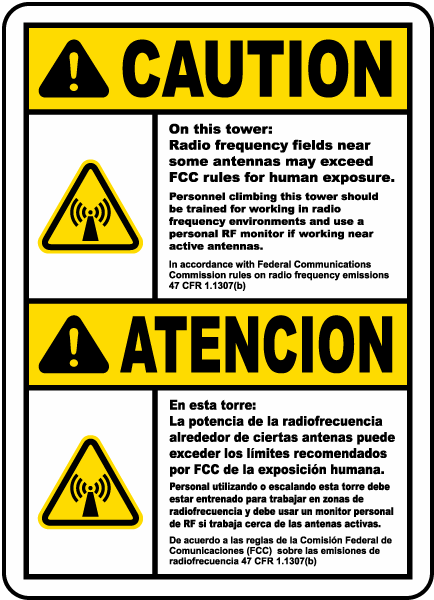 CAUTION
On this tower:
Radio frequency fields near
some antennas may exceed
FCC rules for human exposure.
Personnel climbing this tower should
be trained for working in radio
frequency environments and use a
personal RF monitor if working near
active antennas.
In accordance with Federal Communications
Commission rules on radio frequency emissions
47 CFR 1.1307(b)
ATENCION
En esta torre:
La potencia de la radiofrecuencia
alrededor de ciertas antenas puede
exceder los límites recomendados
por FCC de la exposición humana.
Personal utilizando o escalando esta torre debe
estar entrenado para trabajar en zonas de
radiofrecuencia y debe usar un monitor personal
de RF si trabaja cerca de las antenas activas.
De acuerdo a las reglas de la Comisión Federal de
Comunicaciones (FCC) sobre las emisiones de
radiofrecuencia 47 CFR 1.1307(b)